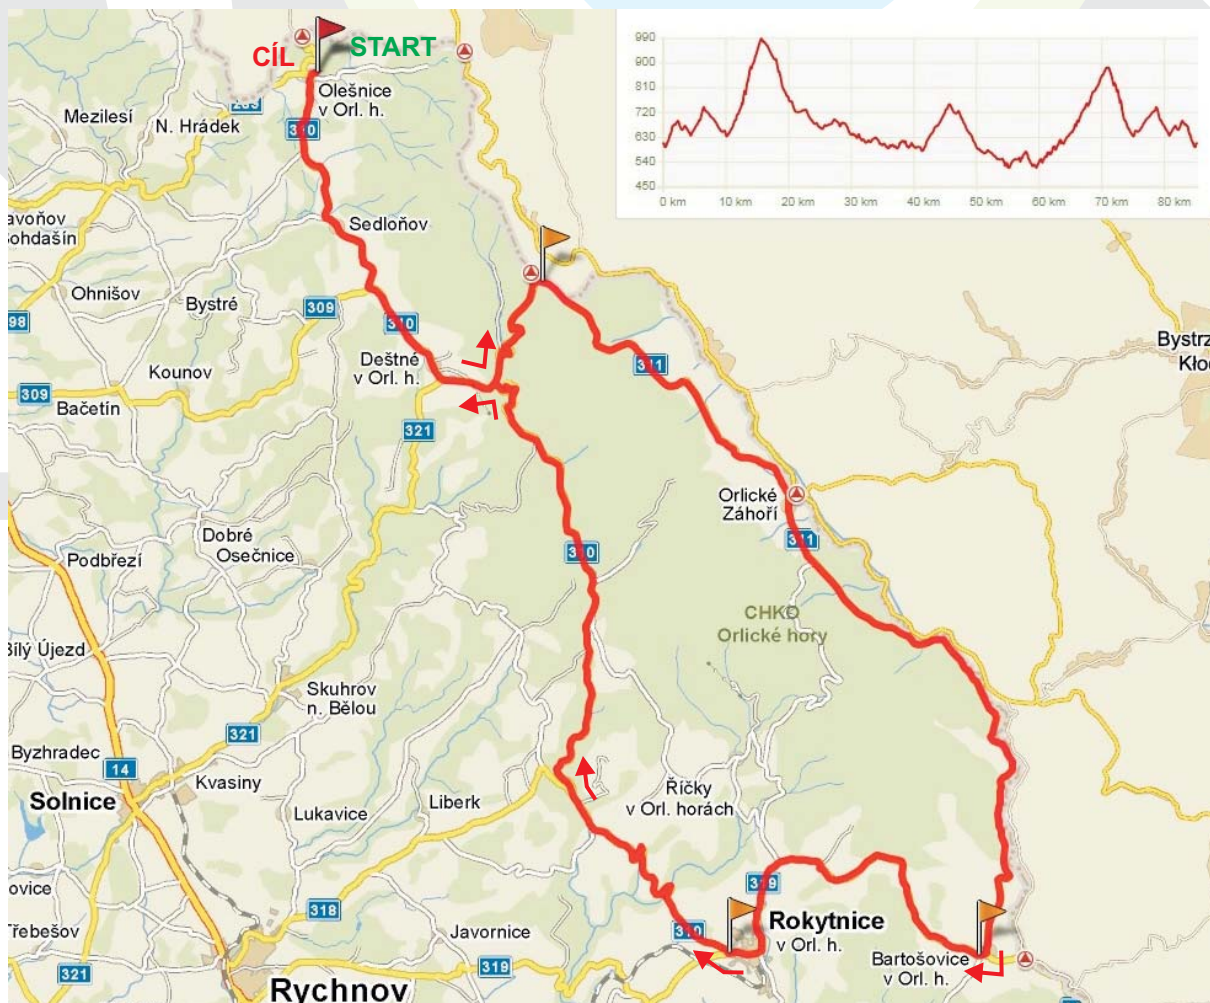 CÍL START
Olešnice
v Orl. h.
Mezilesí
N. Hrádek
310
Sedloňov
Ohnišov
Bystré
309
98
310
Deštné
v Orl. h.
Kounov
309
Bačetín
321
311
Bystrz
Orlické
Záhoří
311
Dobré
Osečnice
Podbřezí
310
CHKO
Orlické hory
Bílý Újezd
Skuhrov
n. Bělou
321
Byzhradec
14
Kvasiny
Solnice
Lukavice
Liberk
Říčky
v Orl. horách
ovice
319
318
Rokytnice
v Orl. h.
310
Třebešov
Javornice
Bartošovice
v Orl. h.
321
319
Rychnov
990
900
810
720
630
540
450
0 km 10 km 20 km 30 km 40 km 50 km 60 km 70 km 80 km